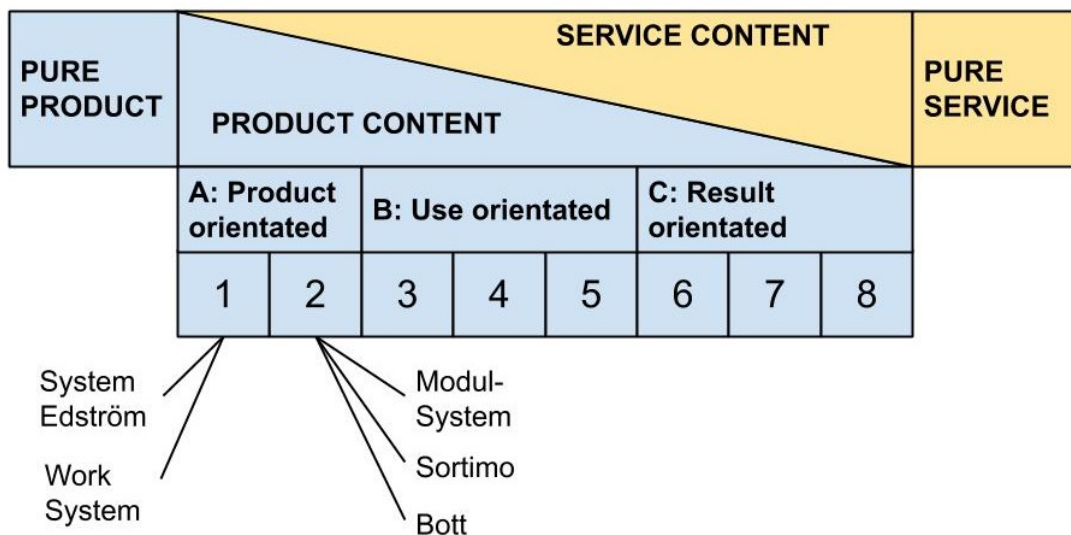 SERVICE CONTENT
PURE
PRODUCT
PURE
SERVICE
PRODUCT CONTENT
A: Product
orientated
B: Use orientated
C: Result
orientated
1 2 3 4 5 6 7 8
System
Edström
Modul-
System
Work
System
Sortimo
Bott